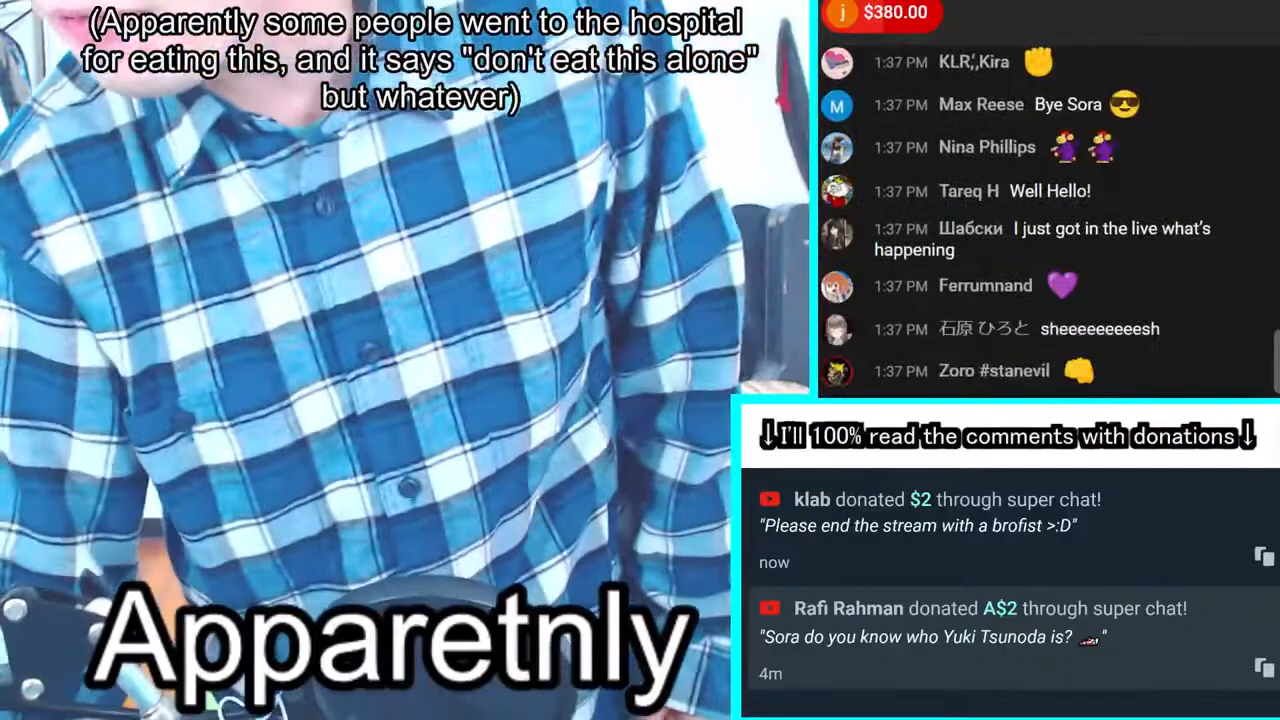 (Apparently some people went to the hospital
for eating this, and it says "don't eat this alone"
but whatever)
Apparetnly
j $380.00
1:37 PM KLR;,Kira
M 1:37 PM Max Reese Bye Sora 😎
1:37 PM Nina Phillips
1:37 PM Tareq H Well Hello!
1:37 PM Шабски I just got in the live what's
happening
1:37 PM Ferrumnand 💜
1:37 PM 石原 ひろと sheeeeeeeeesh
1:37 PM Zoro #stanevil
↓I'll 100% read the comments with donations↓
klab donated $2 through super chat!
"Please end the stream with a brofist >:D"
now
Rafi Rahman donated A$2 through super chat!
"Sora do you know who Yuki Tsunoda is? 🏎"
4m